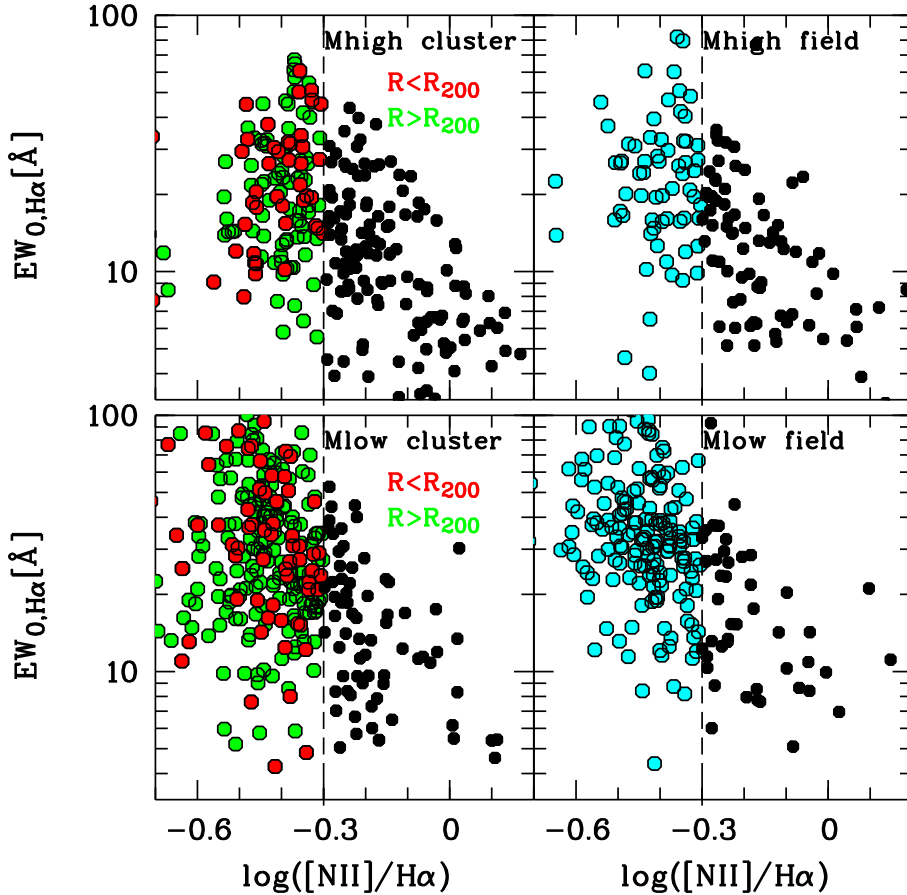 100
Mhigh cluster
Mhigh field
R<R200
R>R200
EW0,Hα[Å]
10
100
Mlow cluster
Mlow field
R<R200
R>R200
EW0,Hα[Å]
10
−0.6 −0.3 0 −0.6 −0.3 0
log([NII]/Hα) log([NII]/Hα)